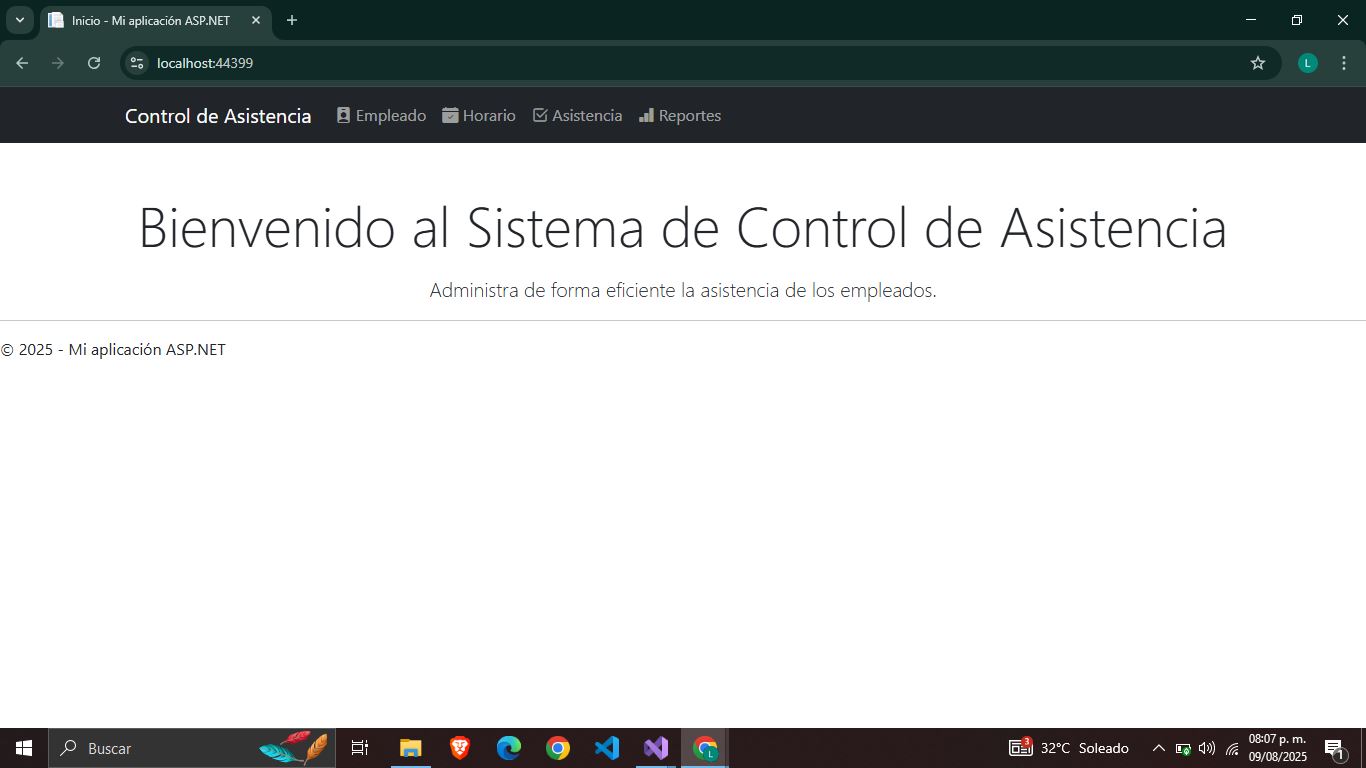 Inicio - Mi aplicación ASP.NET
localhost:44399
L
Control de Asistencia Empleado Horario Asistencia Reportes
Bienvenido al Sistema de Control de Asistencia
Administra de forma eficiente la asistencia de los empleados.
© 2025 - Mi aplicación ASP.NET
Buscar
L
3
32°C Soleado
08:07 p. m.
09/08/2025
1